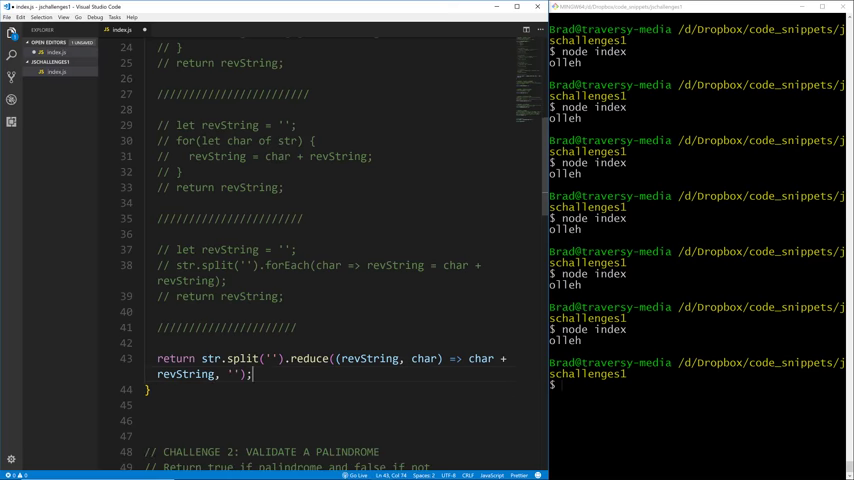 index.js - jschallenges1 - Visual Studio Code
File Edit Selection View Go Debug Tasks Help
EXPLORER
OPEN EDITORS 1 UNSAVED
index.js
JSCHALLENGES1
index.js
index.js
24 // }
25 // return revString;
26
27 ////////////////////////
28
29 // let revString = '';
30 // for(let char of str) {
31 //   revString = char + revString;
32 // }
33 // return revString;
34
35 ///////////////////////
36
37 // let revString = '';
38 // str.split('').forEach(char => revString = char +
revString);
39 // return revString;
40
41 //////////////////////
42
43 return str.split('').reduce((revString, char) => char +
revString, '');
44 }
45
46
47
48 // CHALLENGE 2: VALIDATE A PALINDROME
49 // Return true if palindrome and false if not
0 0
Go Live Ln 43, Col 74 Spaces: 2 UTF-8 CRLF JavaScript Prettier
MINGW64:/d/Dropbox/code_snippets/jschallenges1
Brad@traversy-media /d/Dropbox/code_snippets/j
schallenges1
$ node index
olleh
Brad@traversy-media /d/Dropbox/code_snippets/j
schallenges1
$ node index
olleh
Brad@traversy-media /d/Dropbox/code_snippets/j
schallenges1
$ node index
olleh
Brad@traversy-media /d/Dropbox/code_snippets/j
schallenges1
$ node index
olleh
Brad@traversy-media /d/Dropbox/code_snippets/j
schallenges1
$ node index
olleh
Brad@traversy-media /d/Dropbox/code_snippets/j
schallenges1
$ node index
olleh
Brad@traversy-media /d/Dropbox/code_snippets/j
schallenges1
$